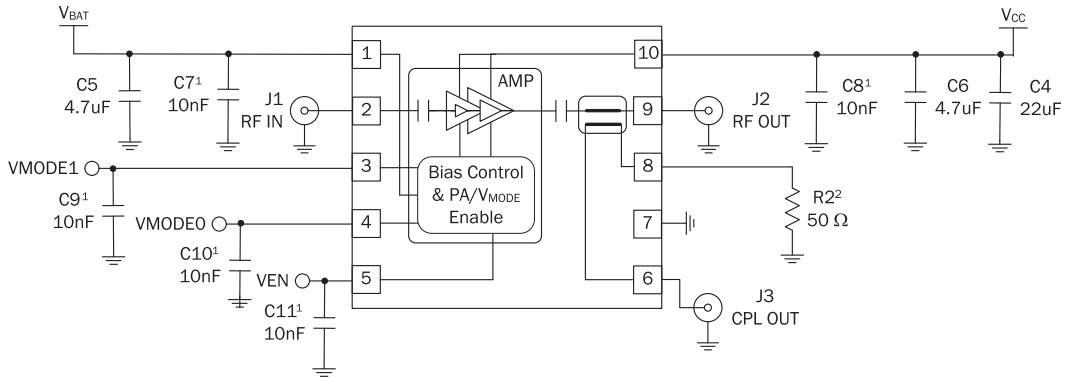 VBAT
VCC
C5
4.7uF
C7¹
10nF
J1
RF IN
1
2
3
4
5
10
9
8
7
6
AMP
Bias Control
& PA/VMODE
Enable
C8¹
10nF
C6
4.7uF
C4
22uF
J2
RF OUT
VMODE1
C9¹
10nF
VMODE0
C10¹
10nF
VEN
C11¹
10nF
R2²
50 Ω
J3
CPL OUT